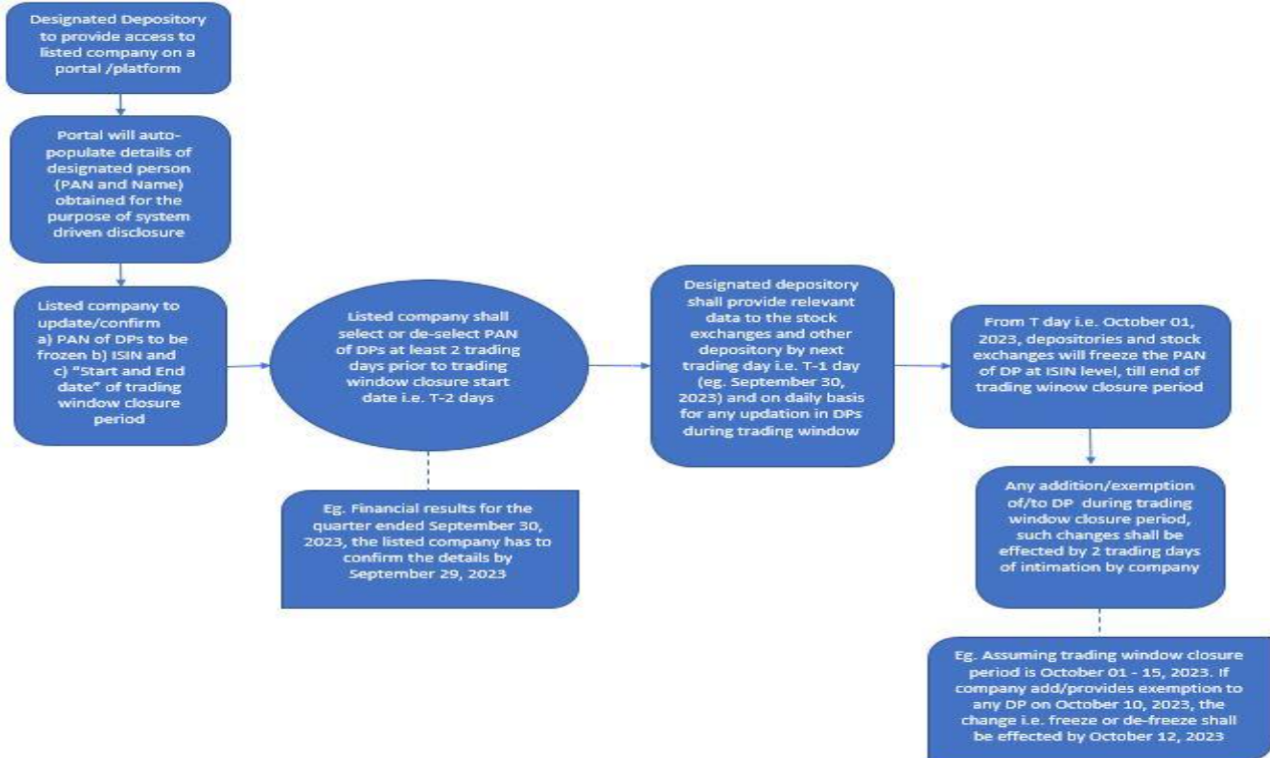 Designated Depository
to provide access to
listed company on a
portal /platform
Portal will auto-
populate details of
designated person
(PAN and Name)
obtained for the
purpose of system
driven disclosure
Listed company to
update/confirm
a) PAN of DPs to be
frozen b) ISIN and
c) “Start and End
date” of trading
window closure
period
Listed company shall
select or de-select PAN
of DPs at least 2 trading
days prior to trading
window closure start
date i.e. T-2 days
Eg. Financial results for the
quarter ended September 30,
2023, the listed company has to
confirm the details by
September 29, 2023
Designated depository
shall provide relevant
data to the stock
exchanges and other
depository by next
trading day i.e. T-1 day
(eg. September 30,
2023) and on daily basis
for any updation in DPs
during trading window
From T day i.e. October 01,
2023, depositories and stock
exchanges will freeze the PAN
of DP at ISIN level, till end
of trading winow closure period
Any addition/exemption
of/to DP during trading
window closure period,
such changes shall be
effected by 2 trading days
of intimation by company
Eg. Assuming trading window closure
period is October 01 - 15, 2023. If
company add/provides exemption to
any DP on October 10, 2023, the
change i.e. freeze or de-freeze shall
be effected by October 12, 2023